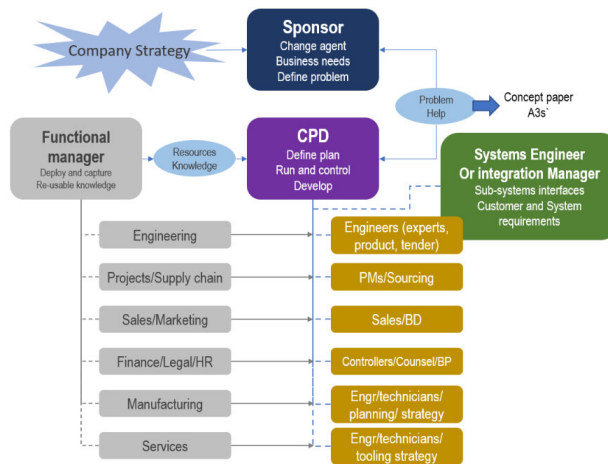 Company Strategy
Sponsor
Change agent
Business needs
Define problem
Problem
Help
Concept paper
A3s`
Functional
manager
Deploy and capture
Re-usable knowledge
Resources
Knowledge
CPD
Define plan
Run and control
Develop
Systems Engineer
Or integration Manager
Sub-systems interfaces
Customer and System
requirements
Engineering
Engineers (experts,
product, tender)
Projects/Supply chain
PMs/Sourcing
Sales/Marketing
Sales/BD
Finance/Legal/HR
Controllers/Counsel/BP
Manufacturing
Engr/technicians/
planning/ strategy
Services
Engr/technicians/
tooling strategy